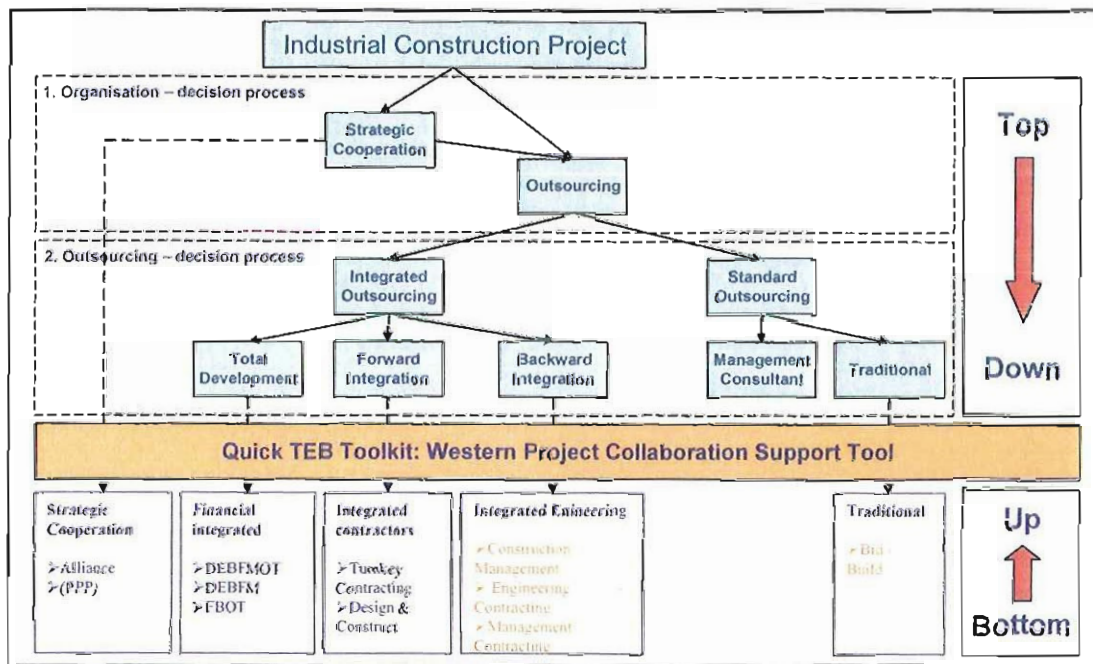 Industrial Construction Project
1. Organisation – decision process
Strategic
Cooperation
Outsourcing
Top
Down
2. Outsourcing – decision process
Integrated
Outsourcing
Standard
Outsourcing
Total
Development
Forward
Integration
Backward
Integration
Management
Consultant
Traditional
Quick TEB Toolkit: Western Project Collaboration Support Tool
Strategic
Cooperation
➢Alliance
➢(PPP)
Financial
integrated
➢DEBFMOT
➢DEBFM
➢FBOT
Integrated
contractors
➢Turnkey
Contracting
➢Design &
Construct
Integrated Enineering
➢Construction
Management
➢ Engineering
Contracting
➢Management
Contracting
Traditional
➢Bid
Build
Up
Bottom